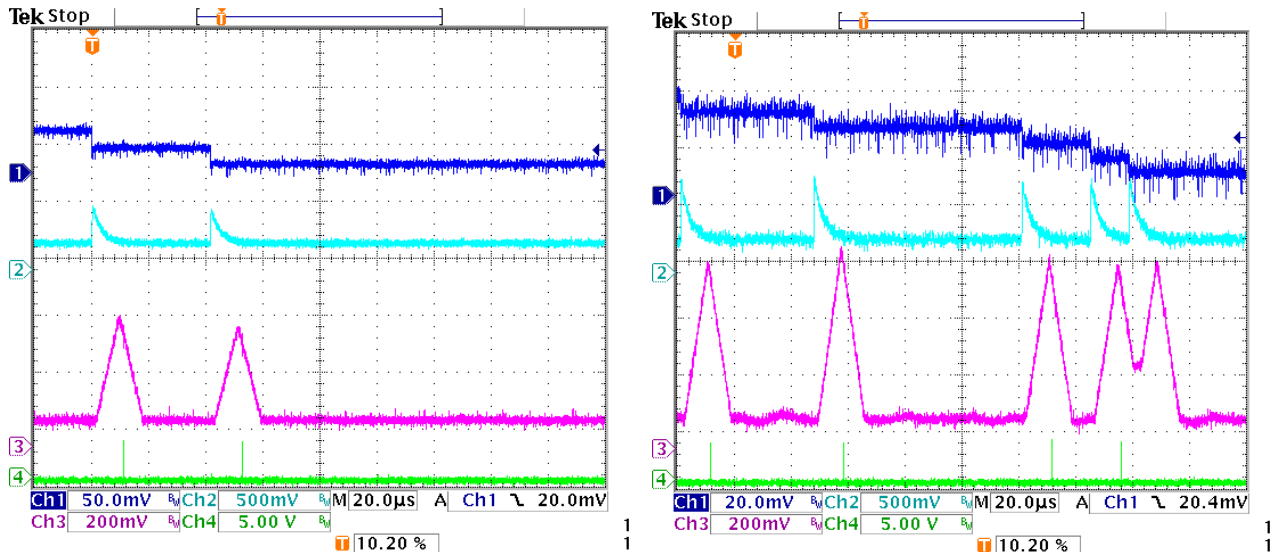 Tek Stop
T
T
1
2
3
4
Ch1 50.0mV BW Ch2 500mV BW M 20.0µs A Ch1 20.0mV
Ch3 200mV BW Ch4 5.00 V BW
T 10.20 %
1
1
Tek Stop
T
T
1
2
3
4
Ch1 20.0mV BW Ch2 500mV BW M 20.0µs A Ch1 20.4mV
Ch3 200mV BW Ch4 5.00 V BW
T 10.20 %
1
1